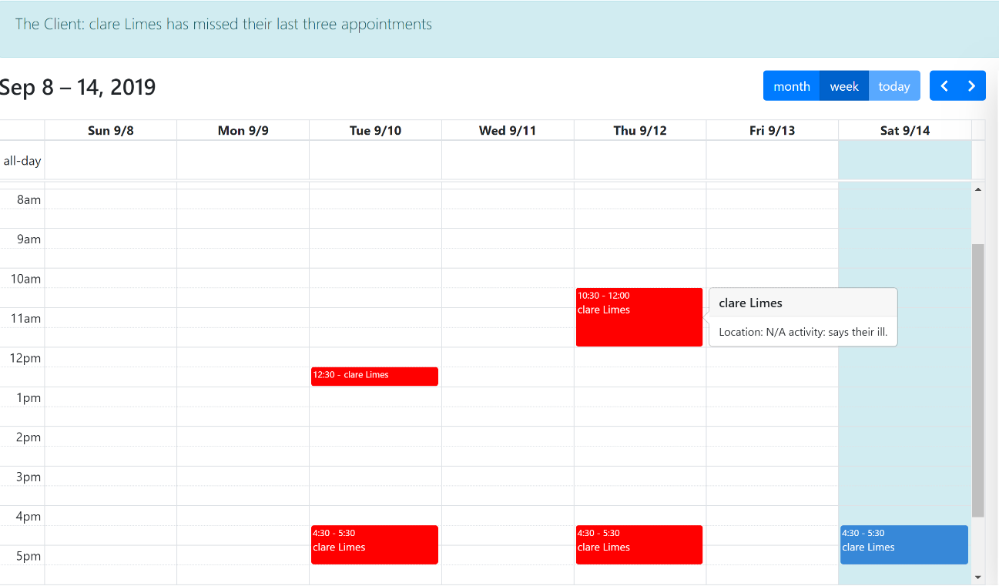 The Client: clare Limes has missed their last three appointments
Sep 8 – 14, 2019
month week today
Sun 9/8 Mon 9/9 Tue 9/10 Wed 9/11 Thu 9/12 Fri 9/13 Sat 9/14
all-day
8am
9am
10am
10:30 - 12:00
clare Limes
clare Limes
Location: N/A activity: says their ill.
11am
12pm
12:30 - clare Limes
1pm
2pm
3pm
4pm
4:30 - 5:30
clare Limes
4:30 - 5:30
clare Limes
4:30 - 5:30
clare Limes
5pm